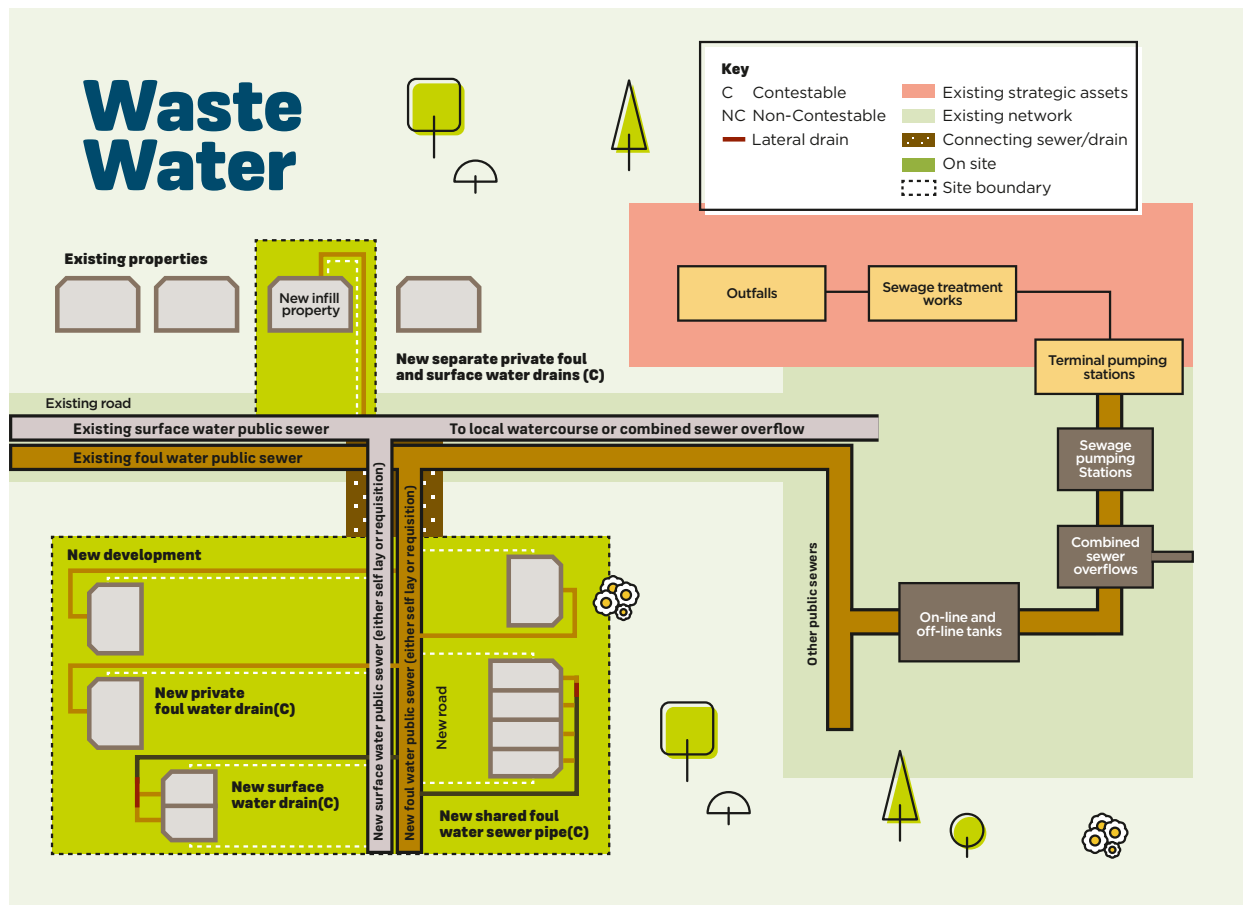 Waste
Water
Key
C Contestable
NC Non-Contestable
Lateral drain
Existing strategic assets
Existing network
Connecting sewer/drain
On site
Site boundary
Existing properties
New infill
property
New separate private foul
and surface water drains (C)
Outfalls
Sewage treatment
works
Terminal pumping
stations
Existing road
Existing surface water public sewer
To local watercourse or combined sewer overflow
Existing foul water public sewer
Sewage
pumping
Stations
Combined
sewer
overflows
On-line and
off-line tanks
Other public sewers
New development
New surface water public sewer (either self lay or requisition)
New foul water public sewer (either self lay or requisition)
New road
New private
foul water drain(C)
New surface
water drain(C)
New shared foul
water sewer pipe(C)